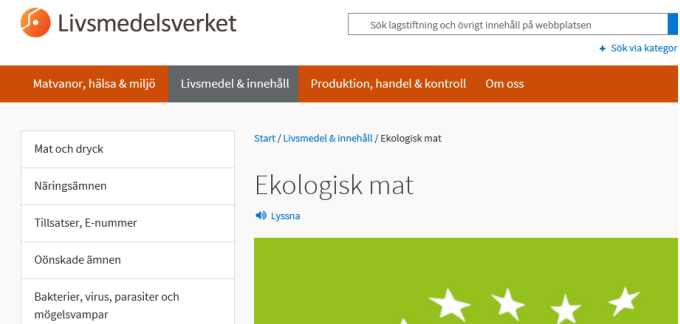 Livsmedelsverket
Sök lagstiftning och övrigt innehåll på webbplatsen
+ Sök via kategor
Matvanor, hälsa & miljö
Livsmedel & innehåll
Produktion, handel & kontroll
Om oss
Start / Livsmedel & innehåll / Ekologisk mat
Mat och dryck
Näringsämnen
Tillsatser, E-nummer
Oönskade ämnen
Bakterier, virus, parasiter och
mögelsvampar
Ekologisk mat
Lyssna